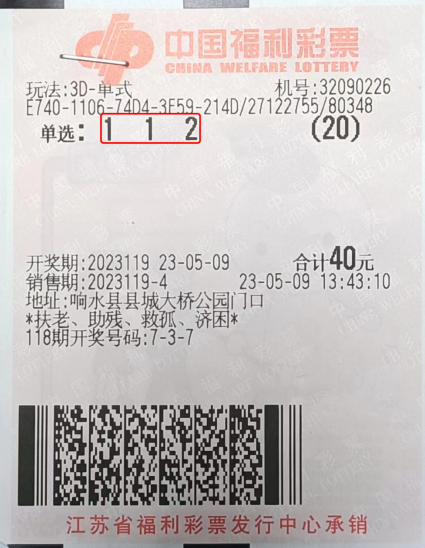 中国福利彩票
CHINA WELFARE LOTTERY
玩法:3D-单式 机号:32090226
E740-1106-74D4-3E59-214D/27122755/80348
单选: 1 1 2 (20)
开奖期:2023119 23-05-09 合计40元
销售期:2023119-4 23-05-09 13:43:10
地址:响水县县城大桥公园门口
*扶老、助残、救孤、济困*
118期开奖号码:7-3-7
江苏省福利彩票发行中心承销